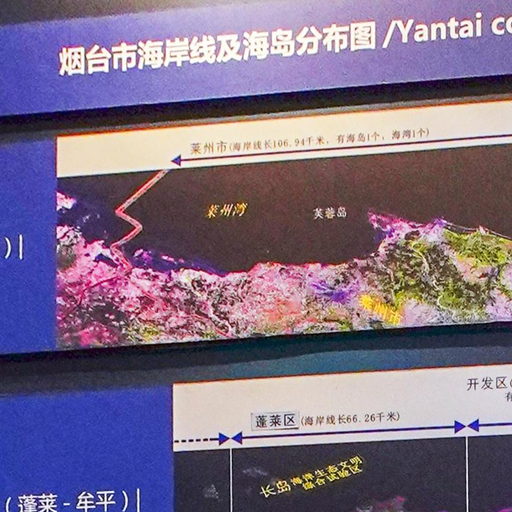 烟台市海岸线及海岛分布图 /Yantai
莱州市(海岸线长106.94千米，有海岛1个，海湾1个)
莱州湾
芙蓉岛
莱州市
)|
开发区
蓬莱区(海岸线长66.26千米)
长岛海洋生态文明
综合试验区
(蓬莱-牟平)|